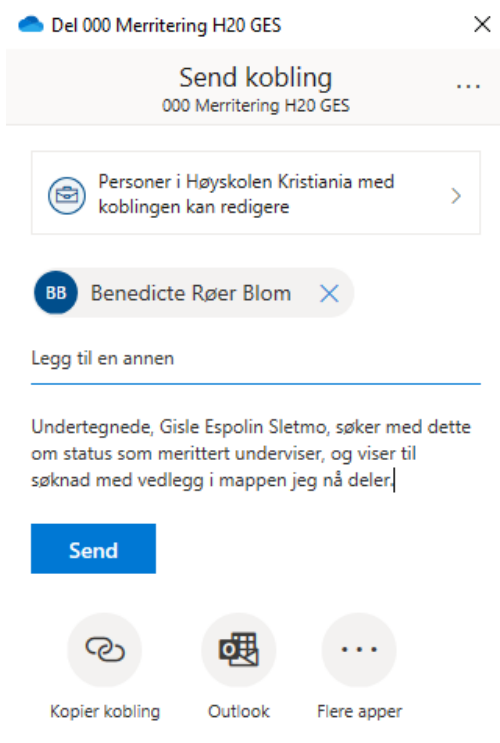 Del 000 Merritering H20 GES
Send kobling
000 Merritering H20 GES
Personer i Høyskolen Kristiania med
koblingen kan redigere
BB Benedicte Røer Blom
Legg til en annen
Undertegnede, Gisle Espolin Sletmo, søker med dette
om status som merittert underviser, og viser til
søknad med vedlegg i mappen jeg nå deler.
Send
Kopier kobling Outlook Flere apper